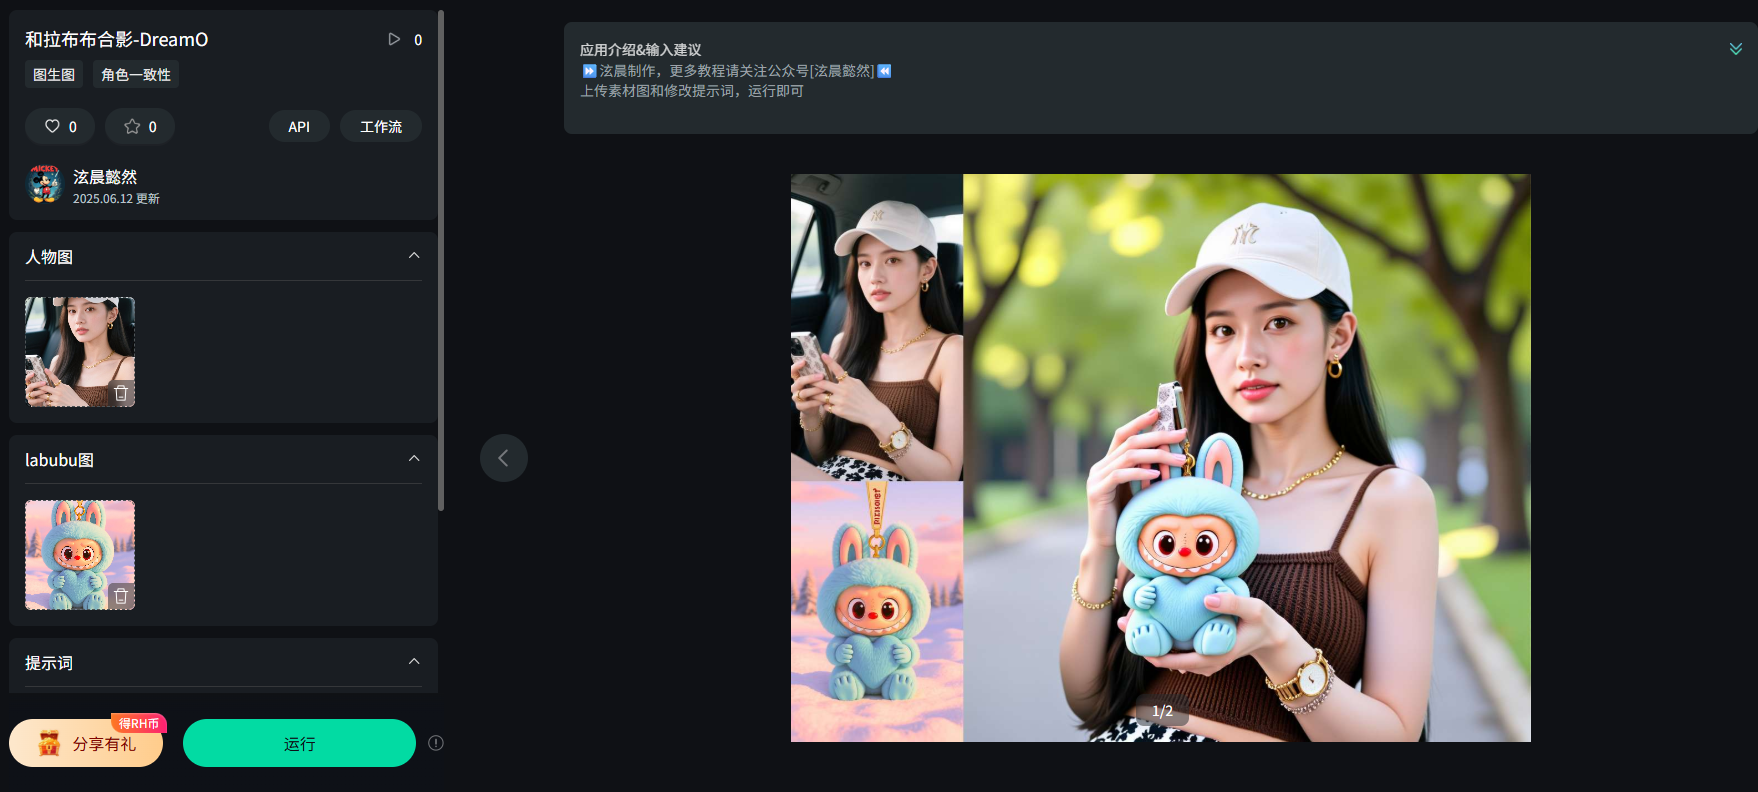 和拉布布合影-DreamO
0
图生图
角色一致性
0
0
API
工作流
MICKEY
泫晨懿然
2025.06.12 更新
人物图
labubu图
提示词
得RH币
分享有礼
运行
应用介绍&输入建议
⏩泫晨制作，更多教程请关注公众号[泫晨懿然]⏪
上传素材图和修改提示词，运行即可
1/2